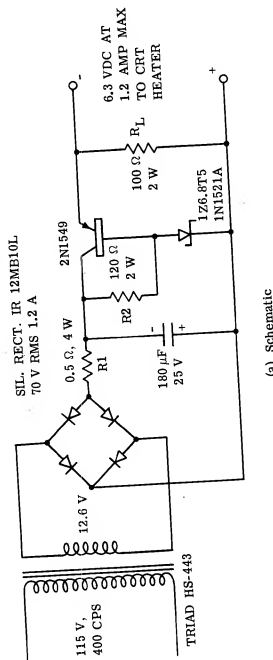 SIL. RECT. IR 12MB10L
70 V RMS 1.2 A
115 V,
400 CPS
TRIAD HS-443
12.6 V
0.5 Ω, 4 W
R1
R2
120 Ω
2 W
180 μF
25 V
-
+
2N1549
1Z6.8T5
1N1521A
100 Ω
2 W
RL
-
+
6.3 VDC AT
1.2 AMP MAX
TO CRT
HEATER
(a) Schematic